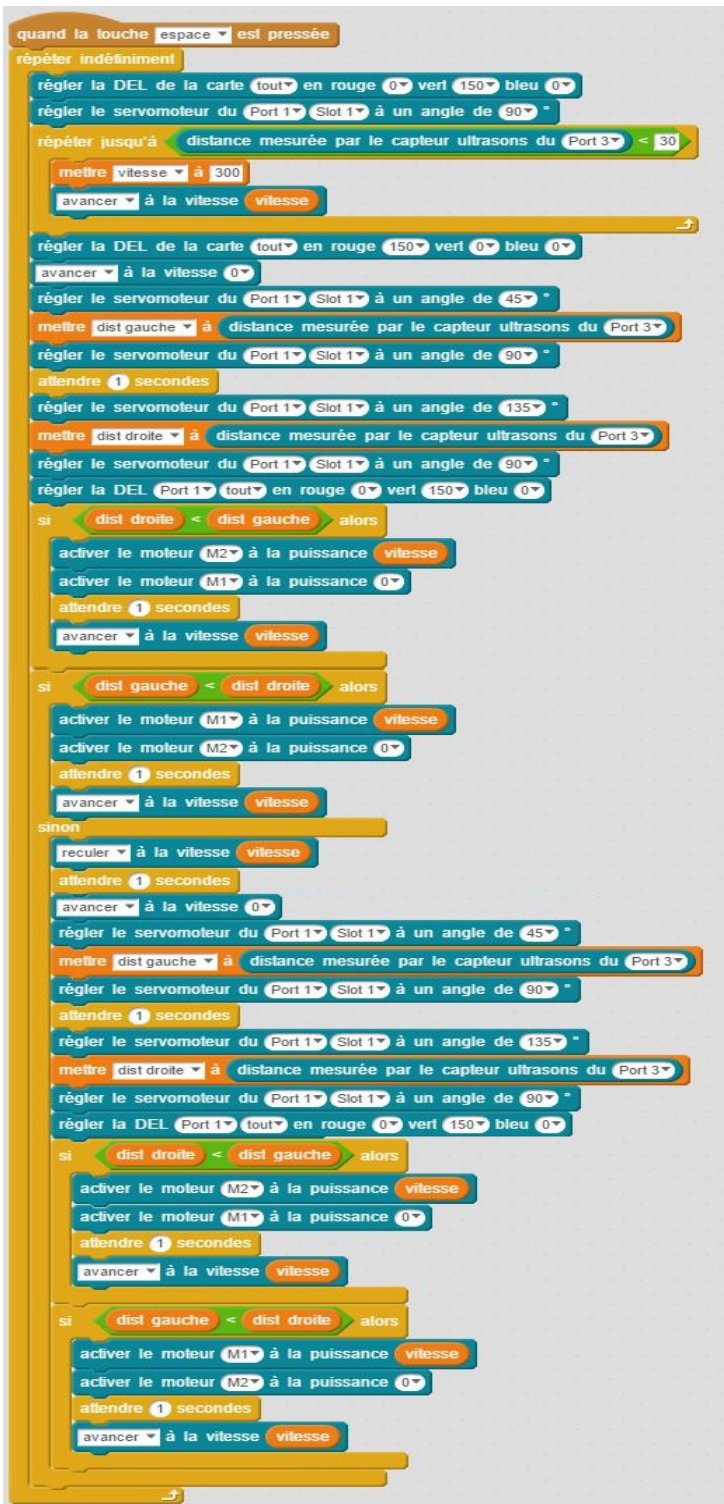 quand la touche espace est pressée
répéter indéfiniment
régler la DEL de la carte tout en rouge 0 vert 150 bleu 0
régler le servomoteur du Port 1 Slot 1 à un angle de 90 °
répéter jusqu'à distance mesurée par le capteur ultrasons du Port 3 < 30
mettre vitesse à 300
avancer à la vitesse vitesse
régler la DEL de la carte tout en rouge 150 vert 0 bleu 0
avancer à la vitesse 0
régler le servomoteur du Port 1 Slot 1 à un angle de 45 °
mettre dist gauche à distance mesurée par le capteur ultrasons du Port 3
régler le servomoteur du Port 1 Slot 1 à un angle de 90 °
attendre 1 secondes
régler le servomoteur du Port 1 Slot 1 à un angle de 135 °
mettre dist droite à distance mesurée par le capteur ultrasons du Port 3
régler le servomoteur du Port 1 Slot 1 à un angle de 90 °
régler la DEL Port 1 tout en rouge 0 vert 150 bleu 0
si dist droite < dist gauche alors
activer le moteur M2 à la puissance vitesse
activer le moteur M1 à la puissance 0
attendre 1 secondes
avancer à la vitesse vitesse
si dist gauche < dist droite alors
activer le moteur M1 à la puissance vitesse
activer le moteur M2 à la puissance 0
attendre 1 secondes
avancer à la vitesse vitesse
sinon
reculer à la vitesse vitesse
attendre 1 secondes
avancer à la vitesse 0
régler le servomoteur du Port 1 Slot 1 à un angle de 45 °
mettre dist gauche à distance mesurée par le capteur ultrasons du Port 3
régler le servomoteur du Port 1 Slot 1 à un angle de 90 °
attendre 1 secondes
régler le servomoteur du Port 1 Slot 1 à un angle de 135 °
mettre dist droite à distance mesurée par le capteur ultrasons du Port 3
régler le servomoteur du Port 1 Slot 1 à un angle de 90 °
régler la DEL Port 1 tout en rouge 0 vert 150 bleu 0
si dist droite < dist gauche alors
activer le moteur M2 à la puissance vitesse
activer le moteur M1 à la puissance 0
attendre 1 secondes
avancer à la vitesse vitesse
si dist gauche < dist droite alors
activer le moteur M1 à la puissance vitesse
activer le moteur M2 à la puissance 0
attendre 1 secondes
avancer à la vitesse vitesse